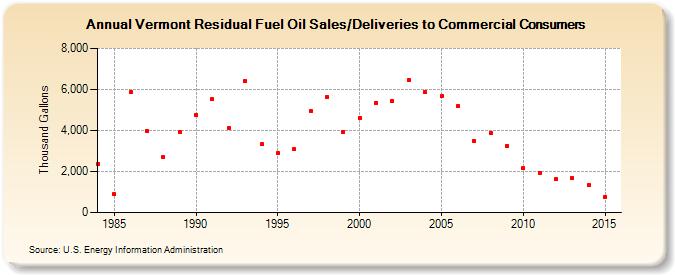 Annual Vermont Residual Fuel Oil Sales/Deliveries to Commercial Consumers
Thousand Gallons
8,000
6,000
4,000
2,000
0
1985 1990 1995 2000 2005 2010 2015
Source: U.S. Energy Information Administration